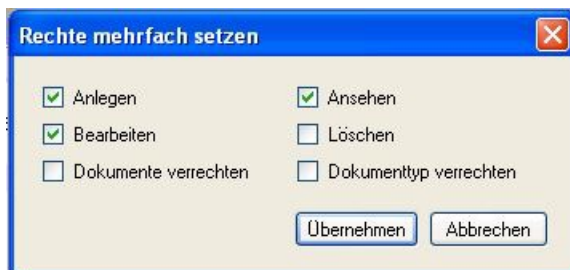 Rechte mehrfach setzen
Anlegen Ansehen
Bearbeiten Löschen
Dokumente verrechten Dokumenttyp verrechten
Übernehmen Abbrechen